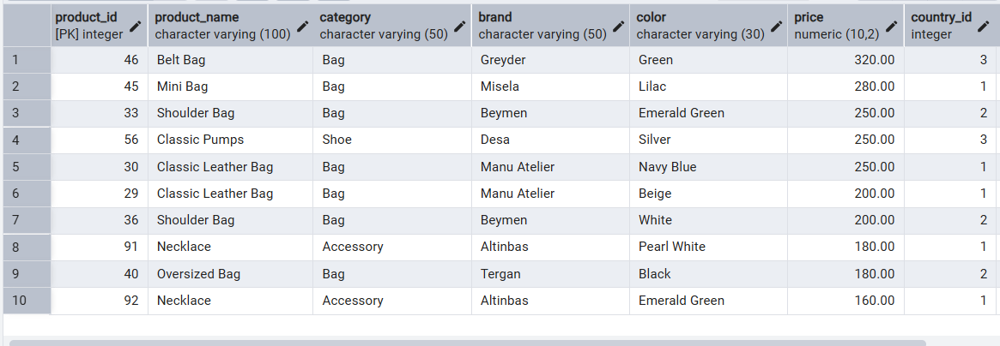 product_id product_name category brand color price country_id
[PK] integer character varying (100) character varying (50) character varying (50) character varying (30) numeric (10,2) integer
1 46 Belt Bag Bag Greyder Green 320.00 3
2 45 Mini Bag Bag Misela Lilac 280.00 1
3 33 Shoulder Bag Bag Beymen Emerald Green 250.00 2
4 56 Classic Pumps Shoe Desa Silver 250.00 3
5 30 Classic Leather Bag Bag Manu Atelier Navy Blue 250.00 1
6 29 Classic Leather Bag Bag Manu Atelier Beige 200.00 1
7 36 Shoulder Bag Bag Beymen White 200.00 2
8 91 Necklace Accessory Altinbas Pearl White 180.00 1
9 40 Oversized Bag Bag Tergan Black 180.00 2
10 92 Necklace Accessory Altinbas Emerald Green 160.00 1